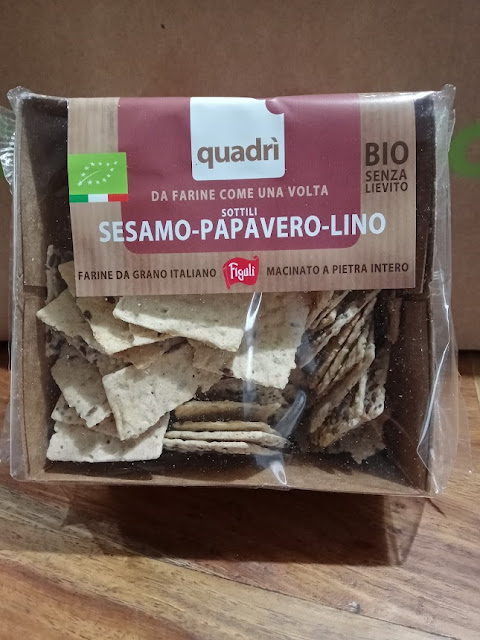 quadrì
BIO
SENZA
LIEVITO
DA FARINE COME UNA VOLTA
SOTTILI
SESAMO-PAPAVERO-LINO
FARINE DA GRANO ITALIANO
Figulì
MACINATO A PIETRA INTERO